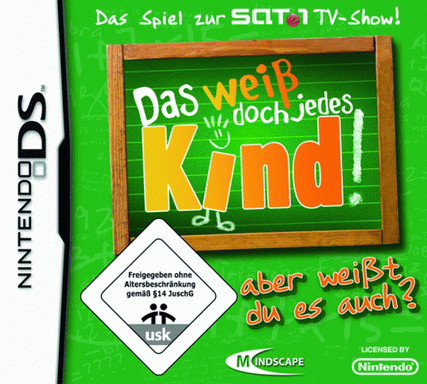 Das Spiel zur SAT.1 TV-Show!
NINTENDO DS™
Das weiß
doch jedes
Kind!
aber weißt
du es auch?
Freigegeben ohne
Altersbeschränkung
gemäß §14 JuschG
usk
MINDSCAPE
LICENSED BY
Nintendo